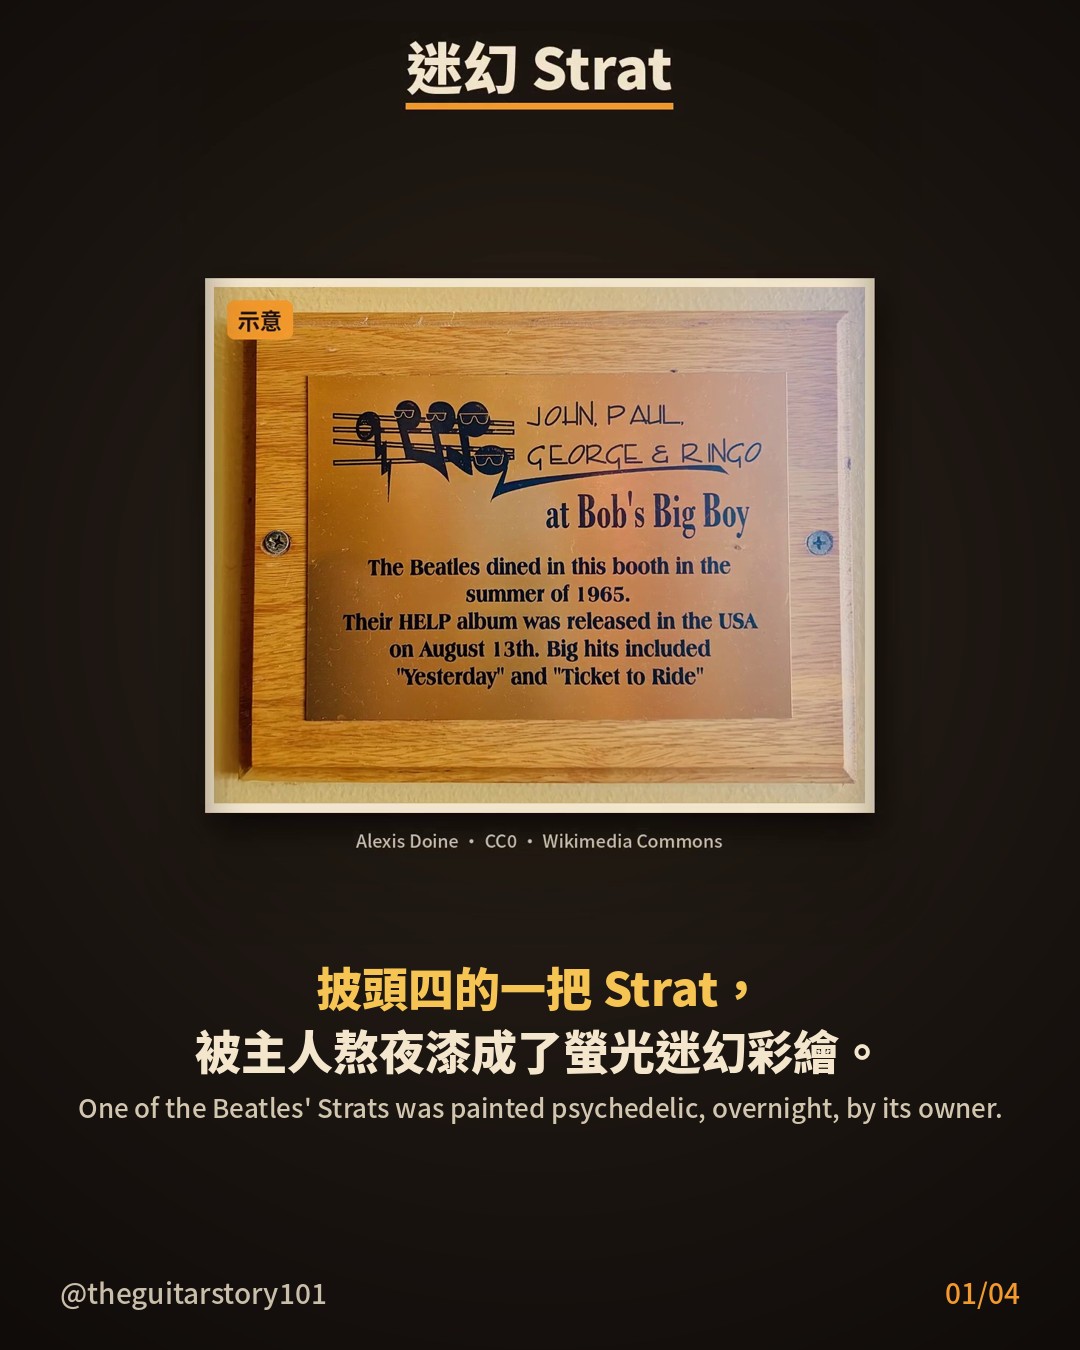 迷幻 Strat
示意
JOHN, PAUL,
GEORGE & RINGO
at Bob's Big Boy
The Beatles dined in this booth in the
summer of 1965.
Their HELP album was released in the USA
on August 13th. Big hits included
"Yesterday" and "Ticket to Ride"
Alexis Doine • CC0 • Wikimedia Commons
披頭四的一把 Strat，
被主人熬夜漆成了螢光迷幻彩繪。
One of the Beatles' Strats was painted psychedelic, overnight, by its owner.
@theguitarstory101
01/04